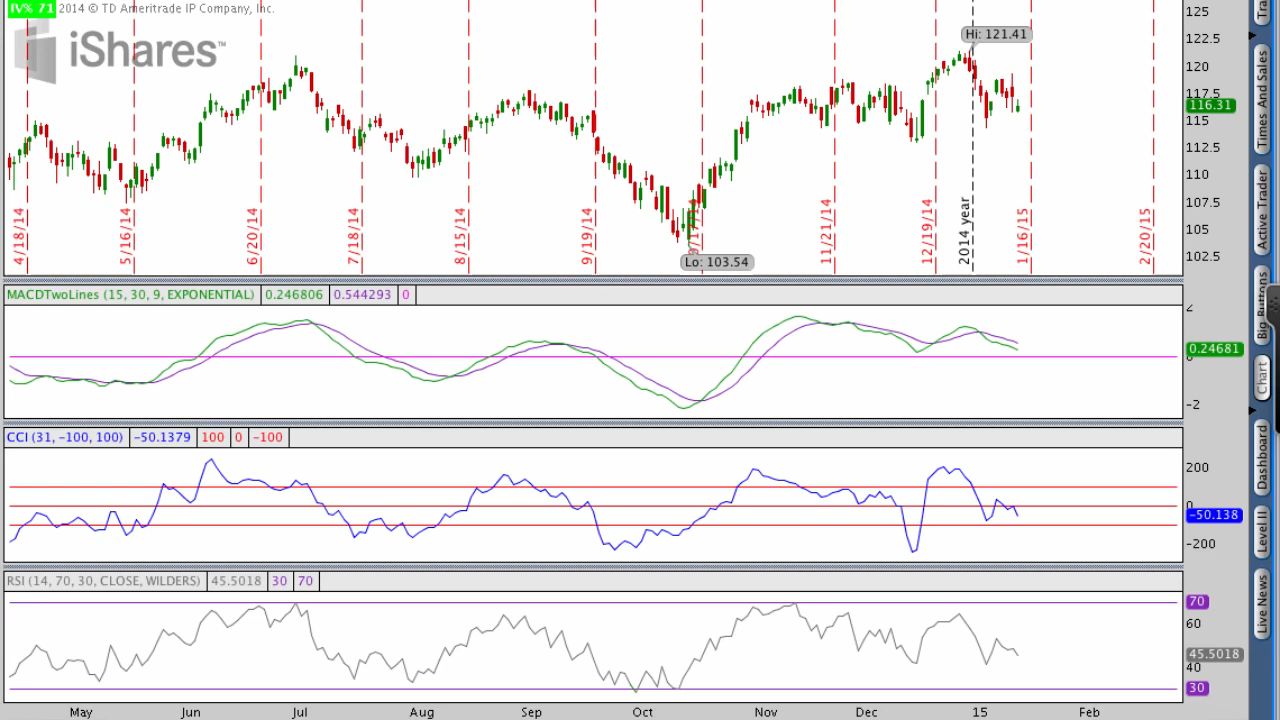 IV% 71 2014 © TD Ameritrade IP Company, Inc.
iShares™
Hi: 121.41
Lo: 103.54
125
122.5
120
117.5
116.31
115
112.5
110
107.5
105
102.5
4/18/14 5/16/14 6/20/14 7/18/14 8/15/14 9/19/14 11/21/14 12/19/14 2014 year 1/16/15 2/20/15
MACDTwoLines (15, 30, 9, EXPONENTIAL) 0.246806 0.544293 0
2
0.24681
-2
CCI (31, -100, 100) -50.1379 100 0 -100
200
0
-50.138
-200
RSI (14, 70, 30, CLOSE, WILDERS) 45.5018 30 70
70
60
45.5018
40
30
May Jun Jul Aug Sep Oct Nov Dec 15 Feb
Times And Sales
Active Trader
Big Buttons
Chart
Dashboard
Level II
Live News